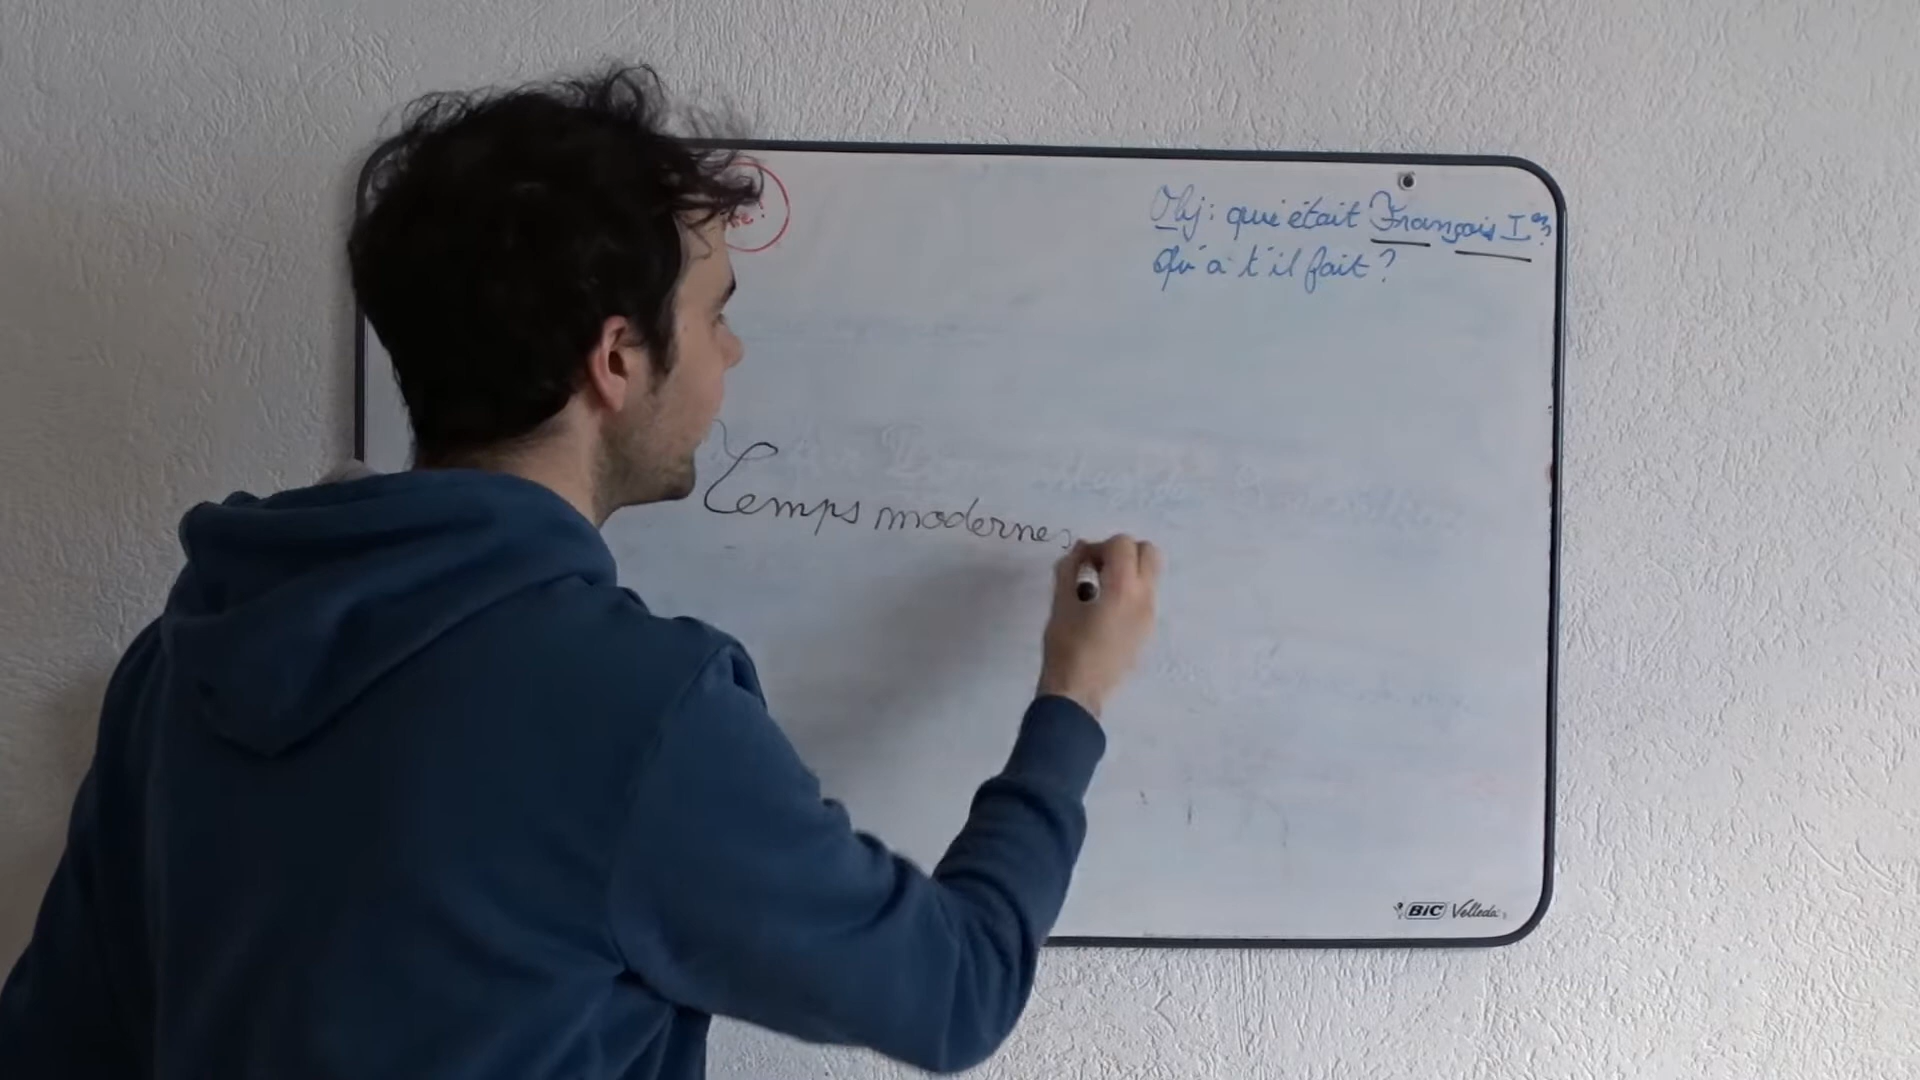 Obj: qui était François Ier?
Qu'a t'il fait?
Temps modernes
BIC Velleda